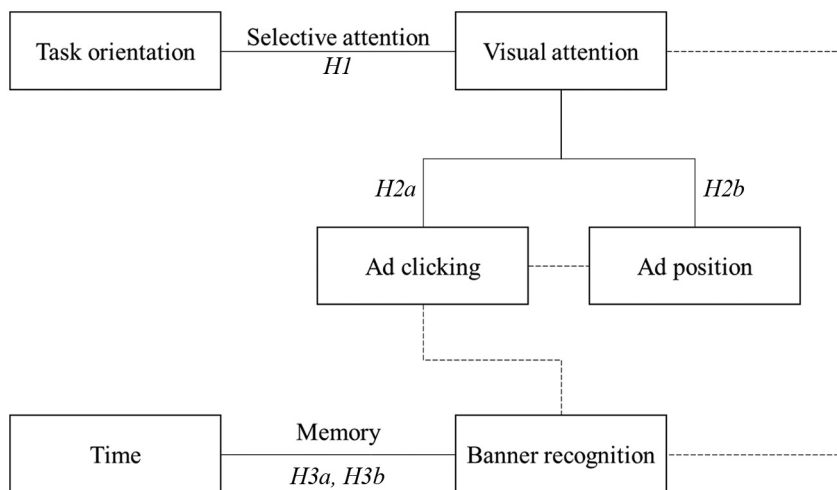 Selective attention
Task orientation
Visual attention
H1
H2a
H2b
Ad clicking
Ad position
Memory
Time
Banner recognition
H3a, H3b